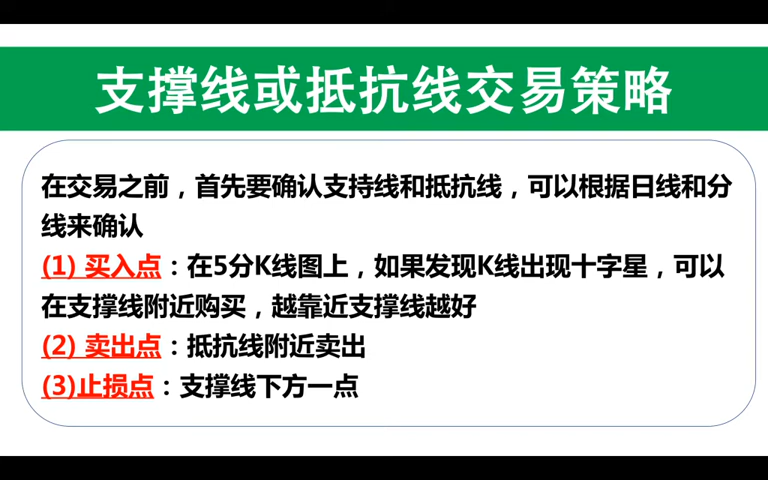 支撑线或抵抗线交易策略
在交易之前，首先要确认支持线和抵抗线，可以根据日线和分
线来确认
(1) 买入点：在5分K线图上，如果发现K线出现十字星，可以
在支撑线附近购买，越靠近支撑线越好
(2) 卖出点：抵抗线附近卖出
(3)止损点：支撑线下方一点